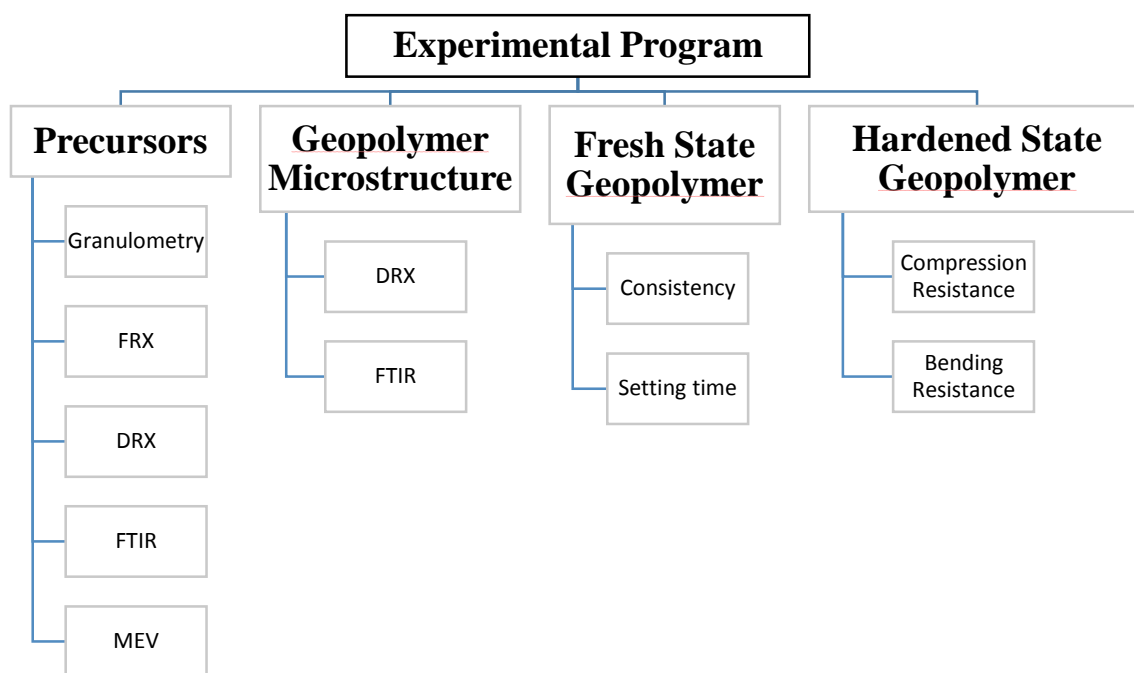 Experimental Program
Precursors
Granulometry
FRX
DRX
FTIR
MEV
Geopolymer
Microstructure
DRX
FTIR
Fresh State
Geopolymer
Consistency
Setting time
Hardened State
Geopolymer
Compression
Resistance
Bending
Resistance